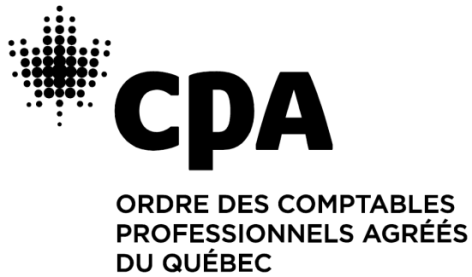 CPA
ORDRE DES COMPTABLES
PROFESSIONNELS AGRÉÉS
DU QUÉBEC